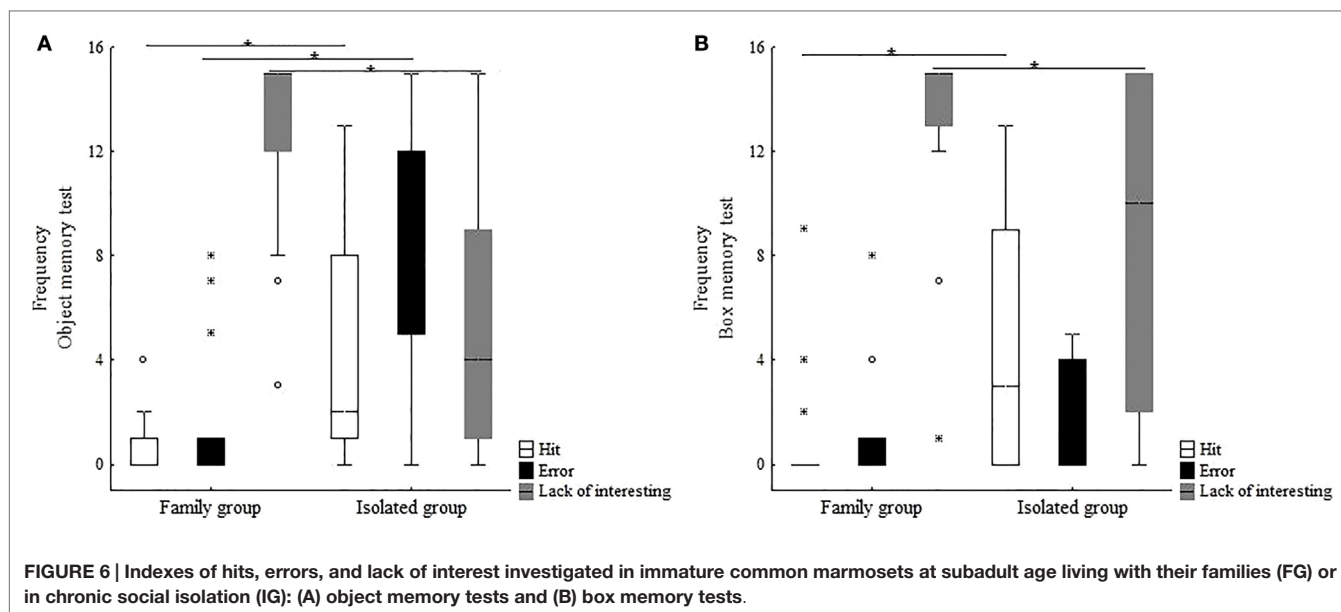 A
16
12
8
4
0
Frequency
Object memory test
*
*
*
Family group
Isolated group
Hit
Error
Lack of interesting
B
16
12
8
4
0
Frequency
Box memory test
*
*
Family group
Isolated group
Hit
Error
Lack of interesting
FIGURE 6 | Indexes of hits, errors, and lack of interest investigated in immature common marmosets at subadult age living with their families (FG) or
in chronic social isolation (IG): (A) object memory tests and (B) box memory tests.